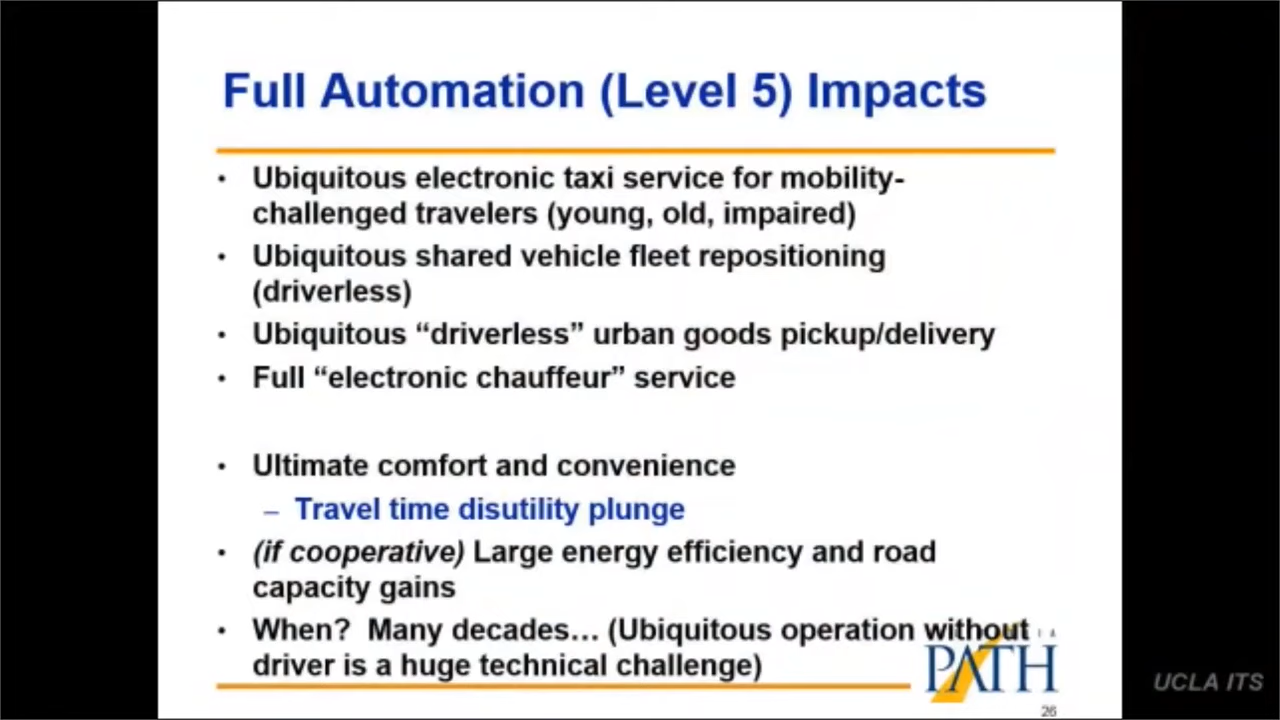 Full Automation (Level 5) Impacts
• Ubiquitous electronic taxi service for mobility-
challenged travelers (young, old, impaired)
• Ubiquitous shared vehicle fleet repositioning
(driverless)
• Ubiquitous “driverless” urban goods pickup/delivery
• Full “electronic chauffeur” service
• Ultimate comfort and convenience
– Travel time disutility plunge
• (if cooperative) Large energy efficiency and road
capacity gains
• When? Many decades… (Ubiquitous operation without
driver is a huge technical challenge)
PATH
UCLA ITS
26